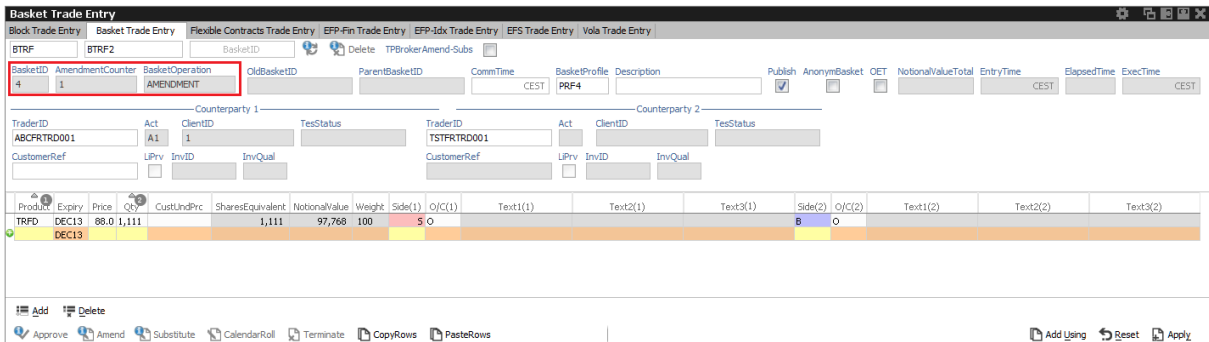 Basket Trade Entry
Block Trade Entry Basket Trade Entry Flexible Contracts Trade Entry EFP-Fin Trade Entry EFP-Idx Trade Entry EFS Trade Entry Vola Trade Entry
BTRF BTRF2 BasketID Delete TPBrokerAmend-Subs
BasketID AmendmentCounter BasketOperation OldBasketID ParentBasketID CommTime BasketProfile Description Publish AnonymBasket OET NotionalValueTotal EntryTime ElapsedTime ExecTime
4 1 AMENDMENT CEST PRF4 CEST CEST
Counterparty 1 Counterparty 2
TraderID Act ClientID TesStatus TraderID Act ClientID TesStatus
ABCFRTRD001 A1 1 TSTFRTRD001
CustomerRef LiPrv InvID InvQual CustomerRef LiPrv InvID InvQual
Product 1 Expiry Price Qty 2 CustUndPrc SharesEquivalent NotionalValue Weight Side(1) O/C(1) Text1(1) Text2(1) Text3(1) Side(2) O/C(2) Text1(2) Text2(2) Text3(2)
TRFD DEC13 88.0 1,111 1,111 97,768 100 S O B O
DEC13
Add Delete
Approve Amend Substitute CalendarRoll Terminate CopyRows PasteRows Add Using Reset Apply